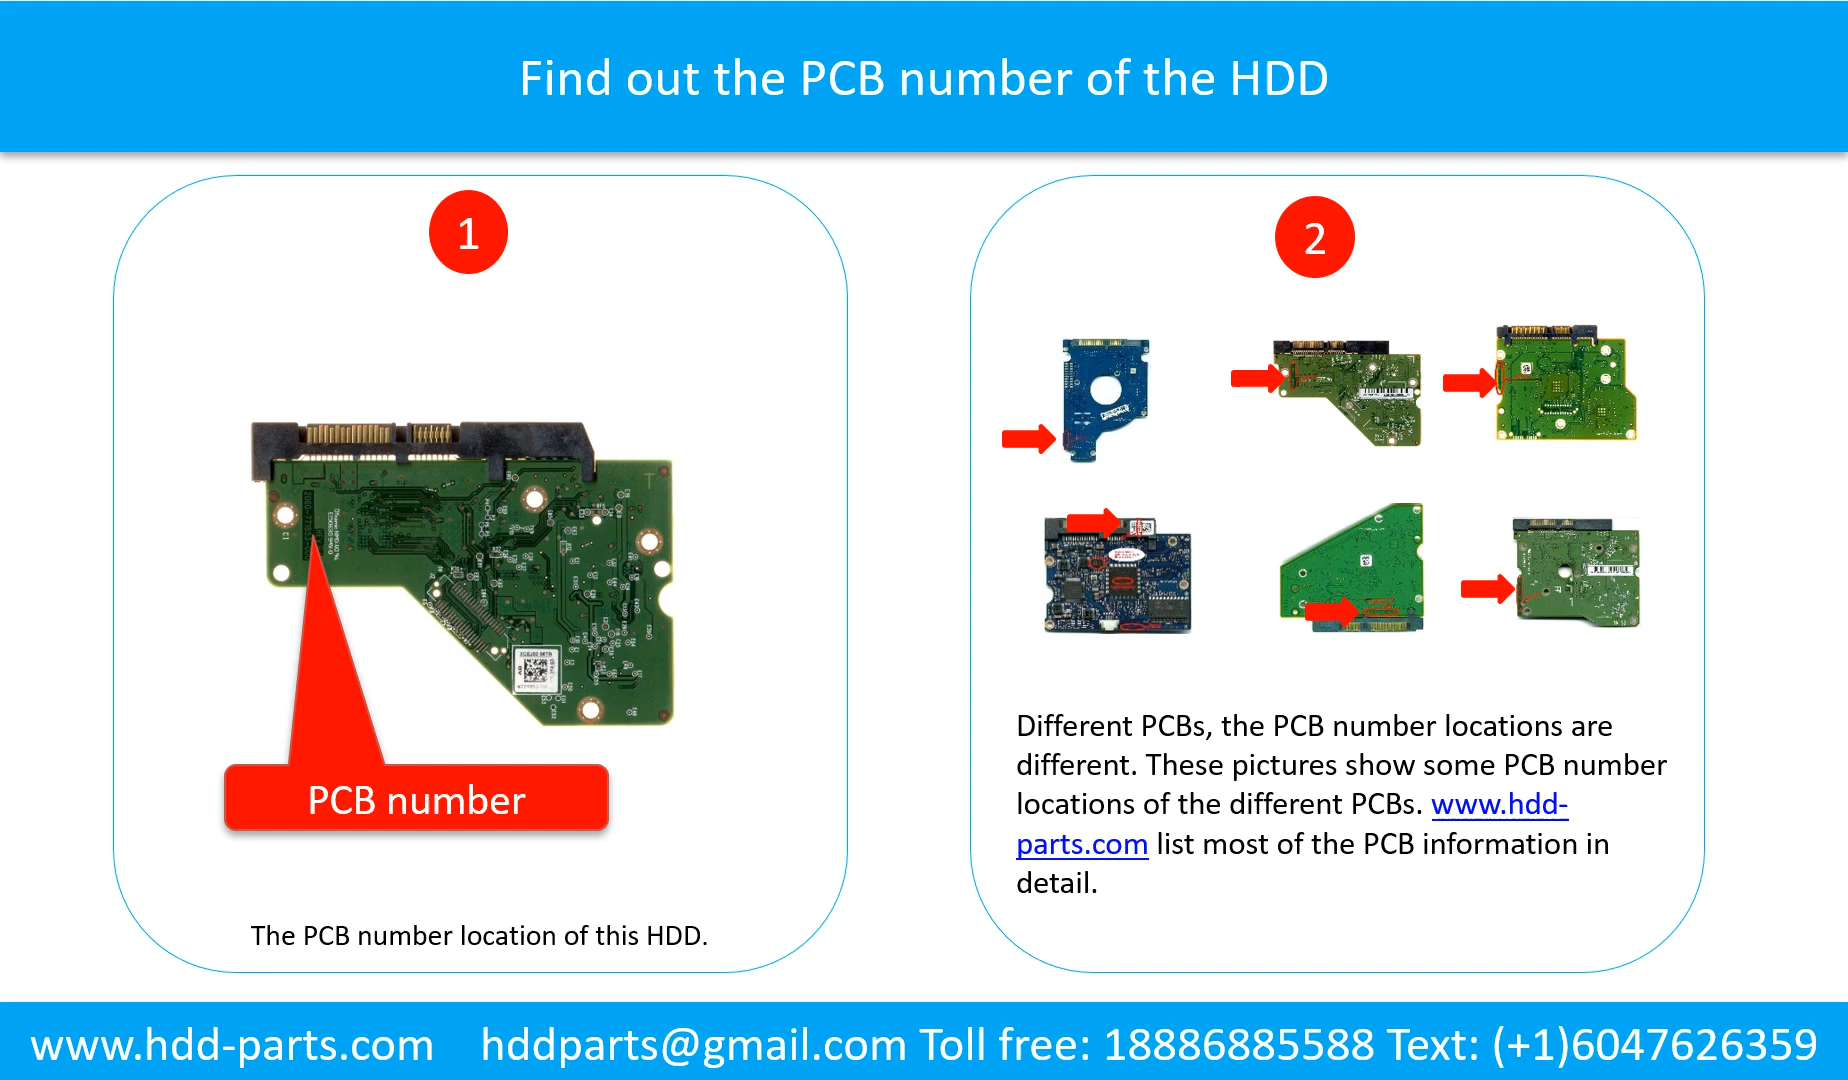 Find out the PCB number of the HDD
1
PCB number
The PCB number location of this HDD.
2
Different PCBs, the PCB number locations are
different. These pictures show some PCB number
locations of the different PCBs. www.hdd-
parts.com list most of the PCB information in
detail.
www.hdd-parts.com hddparts@gmail.com Toll free: 18886885588 Text: (+1)6047626359